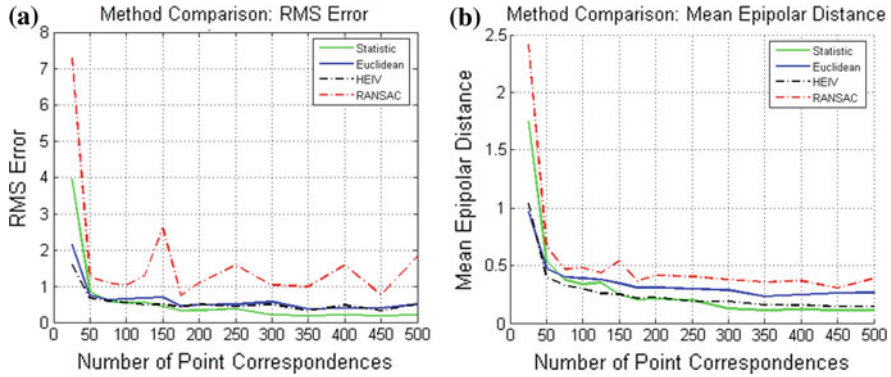 (a)
Method Comparison: RMS Error
8
7
6
5
4
3
2
1
0
RMS Error
Statistic
Euclidean
HEIV
RANSAC
0 50 100 150 200 250 300 350 400 450 500
Number of Point Correspondences
(b)
Method Comparison: Mean Epipolar Distance
2.5
2
1.5
1
0.5
0
Mean Epipolar Distance
Statistic
Euclidean
HEIV
RANSAC
0 50 100 150 200 250 300 350 400 450 500
Number of Point Correspondences